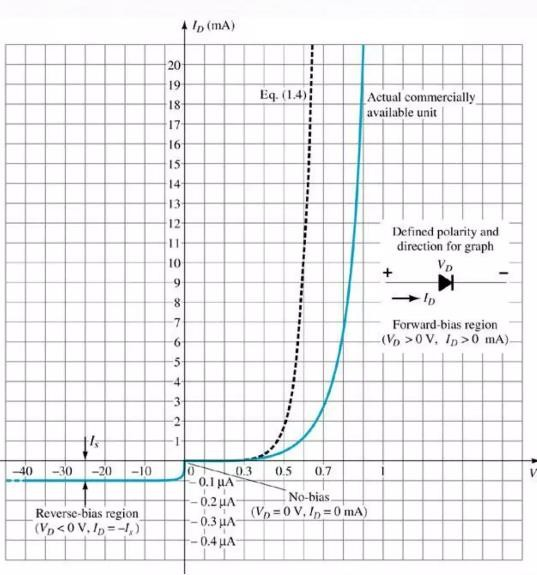 I_D (mA)
20
19
18
17
16
15
14
13
12
11
10
9
8
7
6
5
4
3
2
1
Eq. (1.4)
Actual commercially
available unit
Defined polarity and
direction for graph
V_D
+ −
I_D
Forward-bias region
(V_D > 0 V, I_D > 0 mA)
I_s
−40 −30 −20 −10 0 0.3 0.5 0.7 1 V
− 0.1 μA
− 0.2 μA
− 0.3 μA
− 0.4 μA
No-bias
(V_D = 0 V, I_D = 0 mA)
Reverse-bias region
(V_D < 0 V, I_D = −I_s)